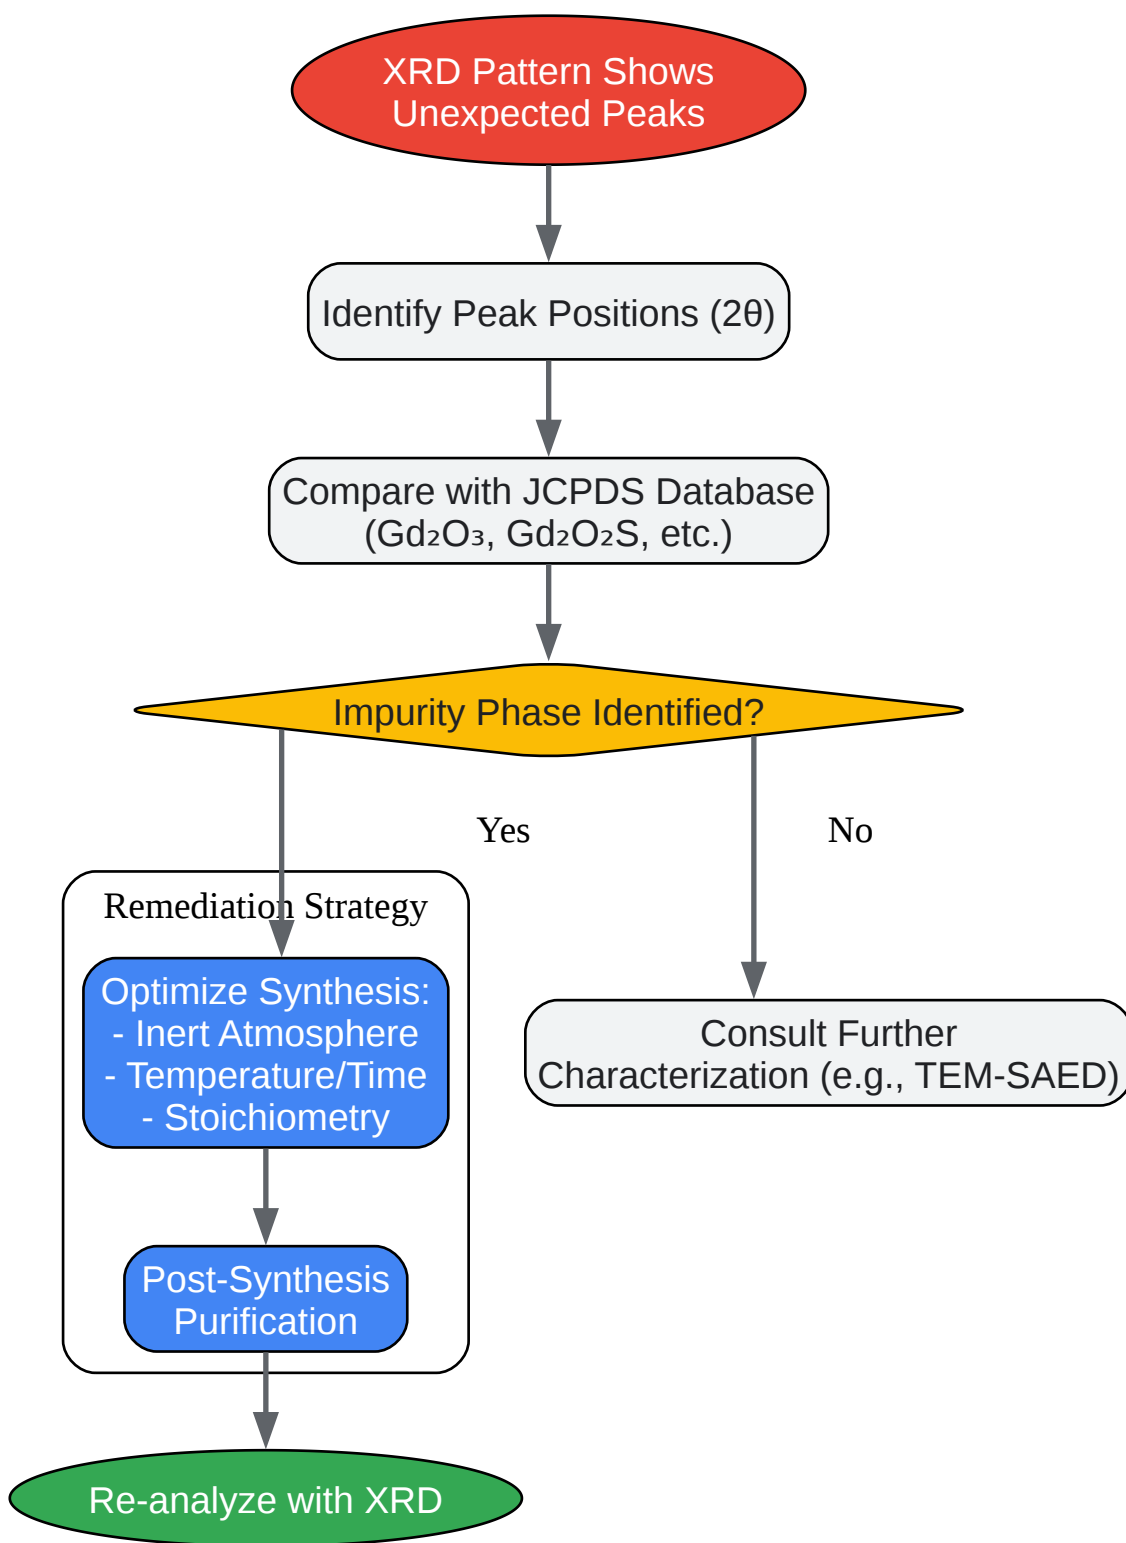 XRD Pattern Shows
Unexpected Peaks
Identify Peak Positions (2θ)
Compare with JCPDS Database
(Gd₂O₃, Gd₂O₂S, etc.)
Impurity Phase Identified?
Yes
No
Remediation Strategy
Optimize Synthesis:
- Inert Atmosphere
- Temperature/Time
- Stoichiometry
Consult Further
Characterization (e.g., TEM-SAED)
Post-Synthesis
Purification
Re-analyze with XRD